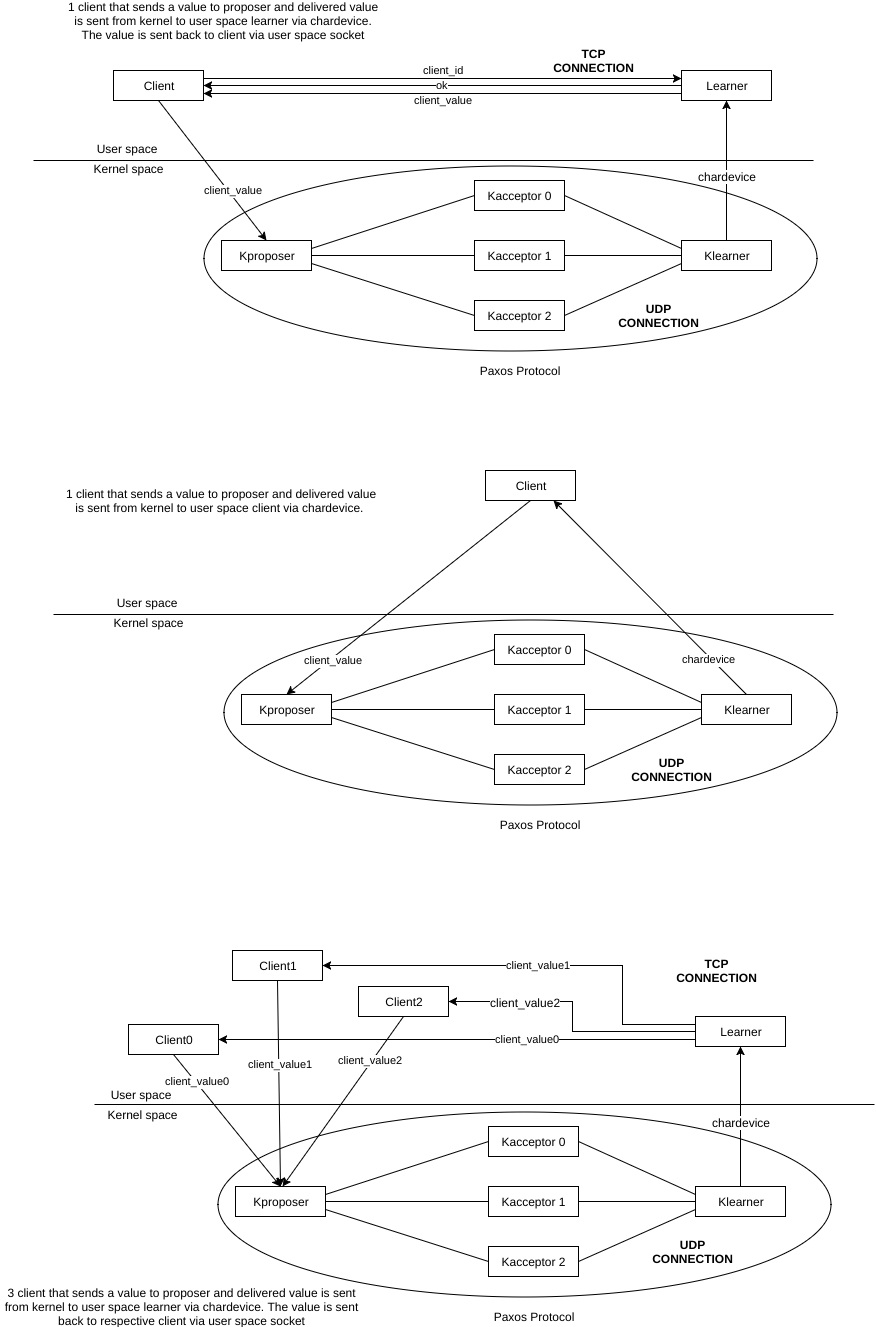 1 client that sends a value to proposer and delivered value
is sent from kernel to user space learner via chardevice.
The value is sent back to client via user space socket
TCP
CONNECTION
client_id
Client
ok
Learner
client_value
User space
Kernel space
chardevice
client_value
Kacceptor 0
Kproposer
Kacceptor 1
Klearner
Kacceptor 2
UDP
CONNECTION
Paxos Protocol
Client
1 client that sends a value to proposer and delivered value
is sent from kernel to user space client via chardevice.
User space
Kernel space
Kacceptor 0
client_value
chardevice
Kproposer
Kacceptor 1
Klearner
Kacceptor 2
UDP
CONNECTION
Paxos Protocol
Client1
client_value1
TCP
CONNECTION
Client2
client_value2
Learner
Client0
client_value0
client_value1
client_value2
client_value0
User space
Kernel space
chardevice
Kacceptor 0
Kproposer
Kacceptor 1
Klearner
Kacceptor 2
UDP
CONNECTION
3 client that sends a value to proposer and delivered value is sent
from kernel to user space learner via chardevice. The value is sent
back to respective client via user space socket
Paxos Protocol